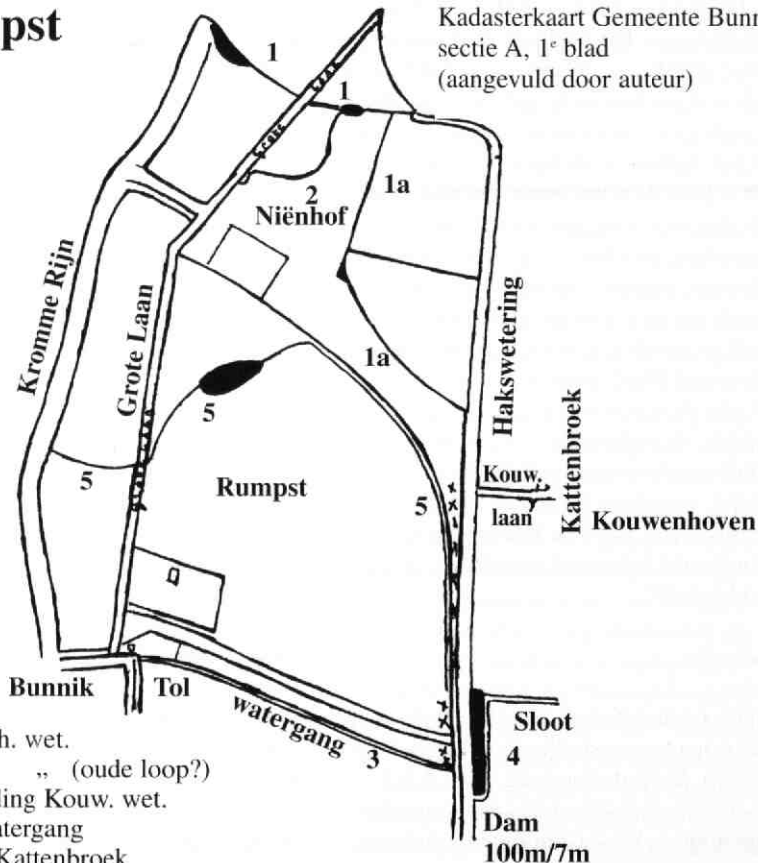 pst
Kadasterkaart Gemeente Bunn
sectie A, 1e blad
(aangevuld door auteur)
1
1
2
1a
Niënhof
Kromme Rijn
Grote Laan
Hakswetering
1a
5
5
Rumpst
5
Kouw.
laan
Kattenbroek
Kouwenhoven
Bunnik
Tol
watergang
3
Sloot
4
Dam
100m/7m
h. wet.
„ (oude loop?)
ding Kouw. wet.
atergang
Kattenbroek